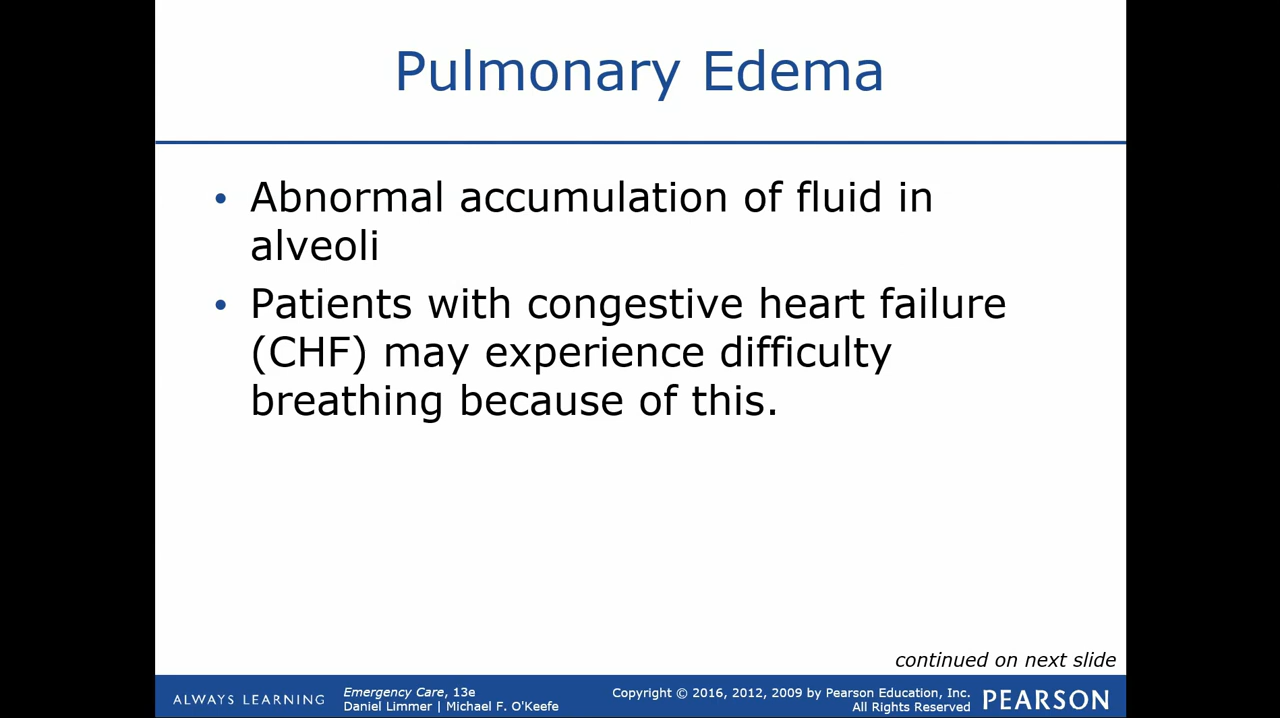 Pulmonary Edema
• Abnormal accumulation of fluid in
alveoli
• Patients with congestive heart failure
(CHF) may experience difficulty
breathing because of this.
continued on next slide
ALWAYS LEARNING
Emergency Care, 13e
Daniel Limmer | Michael F. O'Keefe
Copyright © 2016, 2012, 2009 by Pearson Education, Inc.
All Rights Reserved
PEARSON